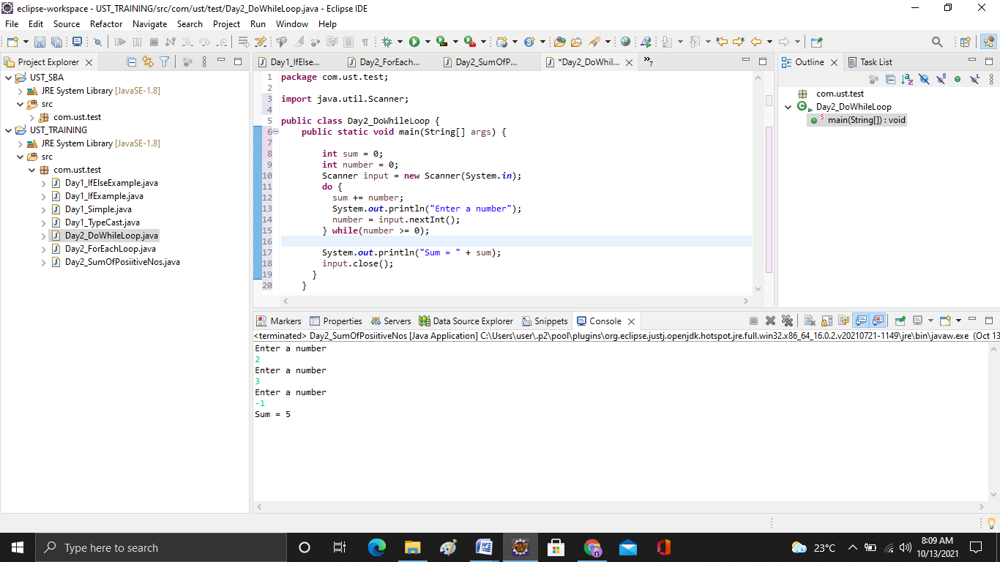 eclipse-workspace - UST_TRAINING/src/com/ust/test/Day2_DoWhileLoop.java - Eclipse IDE
File Edit Source Refactor Navigate Search Project Run Window Help
Project Explorer
UST_SBA
JRE System Library [JavaSE-1.8]
src
com.ust.test
UST_TRAINING
JRE System Library [JavaSE-1.8]
src
com.ust.test
Day1_IfElseExample.java
Day1_IfExample.java
Day1_Simple.java
Day1_TypeCast.java
Day2_DoWhileLoop.java
Day2_ForEachLoop.java
Day2_SumOfPosiitiveNos.java
Day1_IfElse... Day2_ForEach... Day2_SumOfP... *Day2_DoWhil... »7
1 package com.ust.test;
2
3 import java.util.Scanner;
4
5 public class Day2_DoWhileLoop {
6 public static void main(String[] args) {
7
8 int sum = 0;
9 int number = 0;
10 Scanner input = new Scanner(System.in);
11 do {
12 sum += number;
13 System.out.println("Enter a number");
14 number = input.nextInt();
15 } while(number >= 0);
16
17 System.out.println("Sum = " + sum);
18 input.close();
19 }
20 }
Outline Task List
com.ust.test
Day2_DoWhileLoop
main(String[]) : void
Markers Properties Servers Data Source Explorer Snippets Console
<terminated> Day2_SumOfPosiitiveNos [Java Application] C:\Users\user\.p2\pool\plugins\org.eclipse.justj.openjdk.hotspot.jre.full.win32.x86_64_16.0.2.v20210721-1149\jre\bin\javaw.exe (Oct 13
Enter a number
2
Enter a number
3
Enter a number
-1
Sum = 5
Type here to search
23°C
8:09 AM
10/13/2021